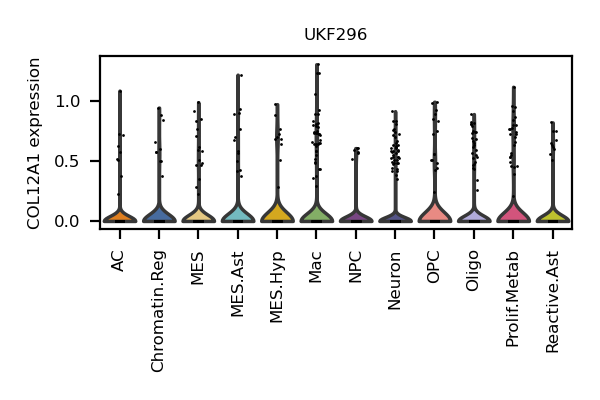 UKF296
COL12A1 expression
1.0
0.5
0.0
AC
Chromatin.Reg
MES
MES.Ast
MES.Hyp
Mac
NPC
Neuron
OPC
Oligo
Prolif.Metab
Reactive.Ast